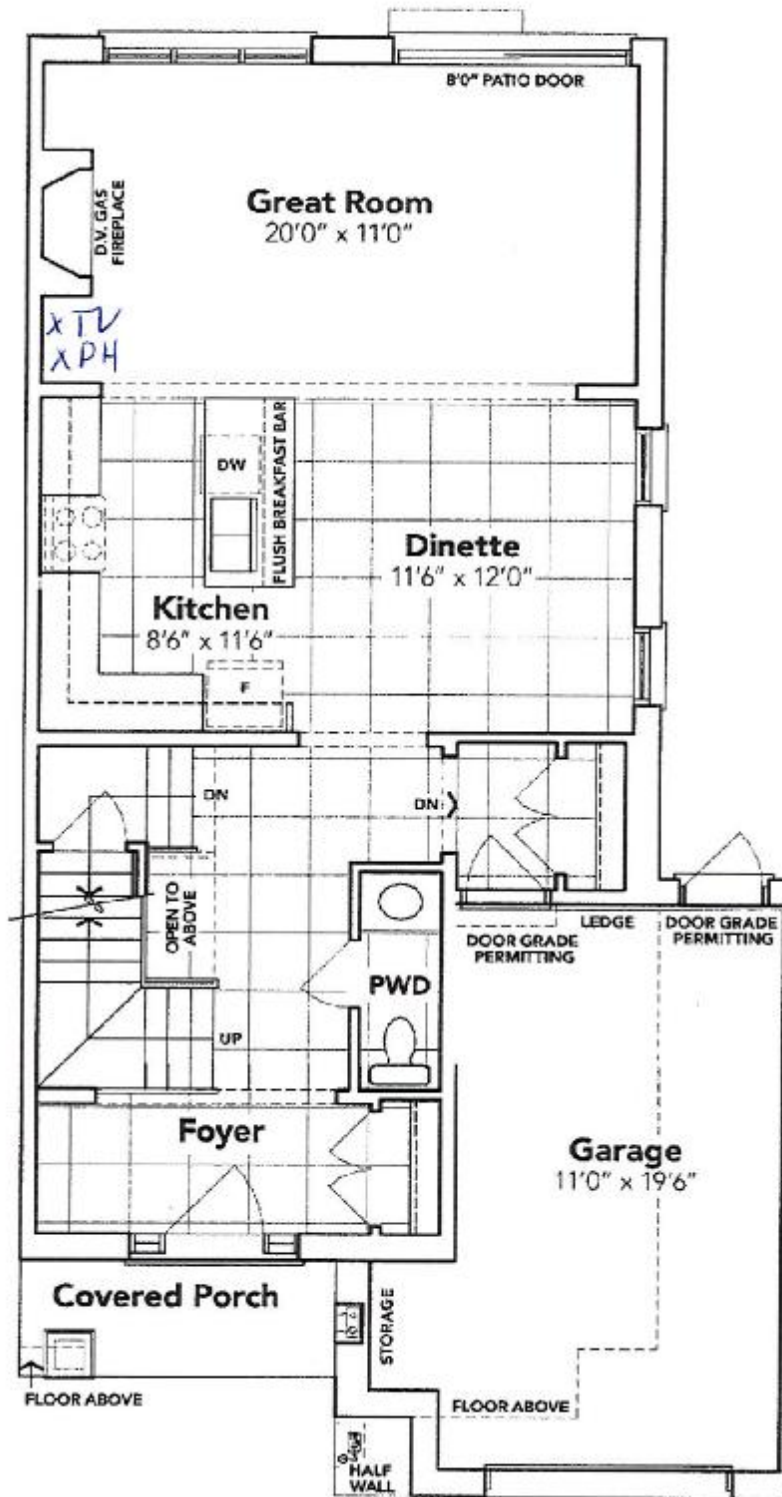 8'0" PATIO DOOR
D.V. GAS
FIREPLACE
Great Room
20'0" x 11'0"
x TV
x PH
DW
FLUSH BREAKFAST BAR
Dinette
11'6" x 12'0"
Kitchen
8'6" x 11'6"
F
DN
DN
OPEN TO
ABOVE
LEDGE
DOOR GRADE
PERMITTING
DOOR GRADE
PERMITTING
PWD
UP
Foyer
Garage
11'0" x 19'6"
Covered Porch
STORAGE
FLOOR ABOVE
FLOOR ABOVE
HALF
WALL